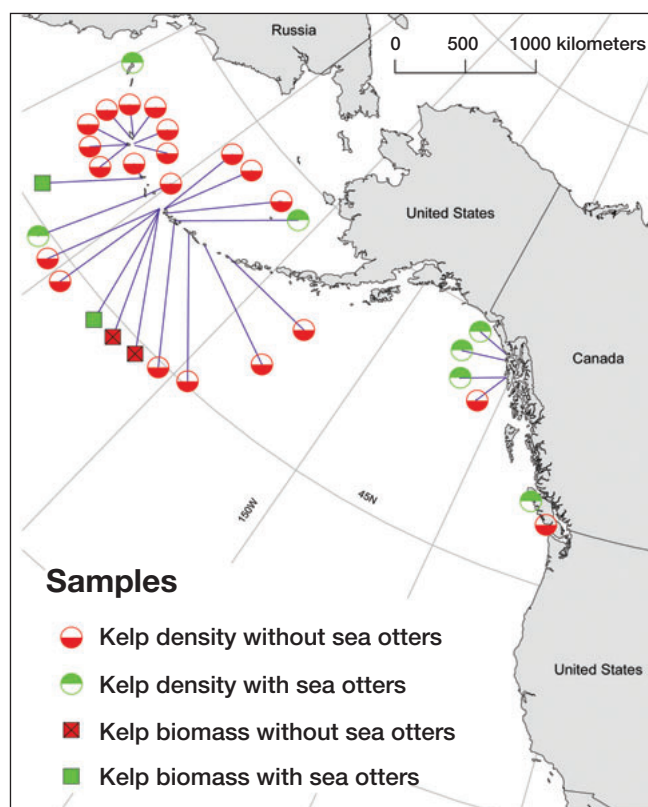 Russia
0 500 1000 kilometers
United States
Canada
150W
45N
United States
Samples
Kelp density without sea otters
Kelp density with sea otters
Kelp biomass without sea otters
Kelp biomass with sea otters